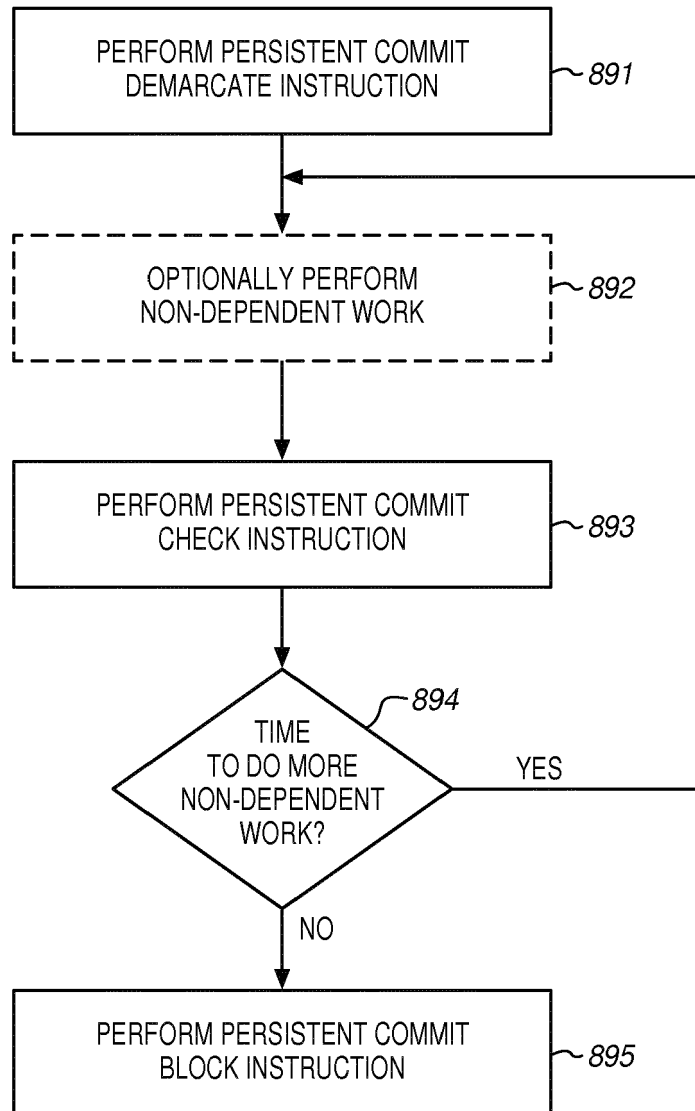 PERFORM PERSISTENT COMMIT
DEMARCATE INSTRUCTION
891
OPTIONALLY PERFORM
NON-DEPENDENT WORK
892
PERFORM PERSISTENT COMMIT
CHECK INSTRUCTION
893
894
TIME
TO DO MORE
NON-DEPENDENT
WORK?
YES
NO
PERFORM PERSISTENT COMMIT
BLOCK INSTRUCTION
895